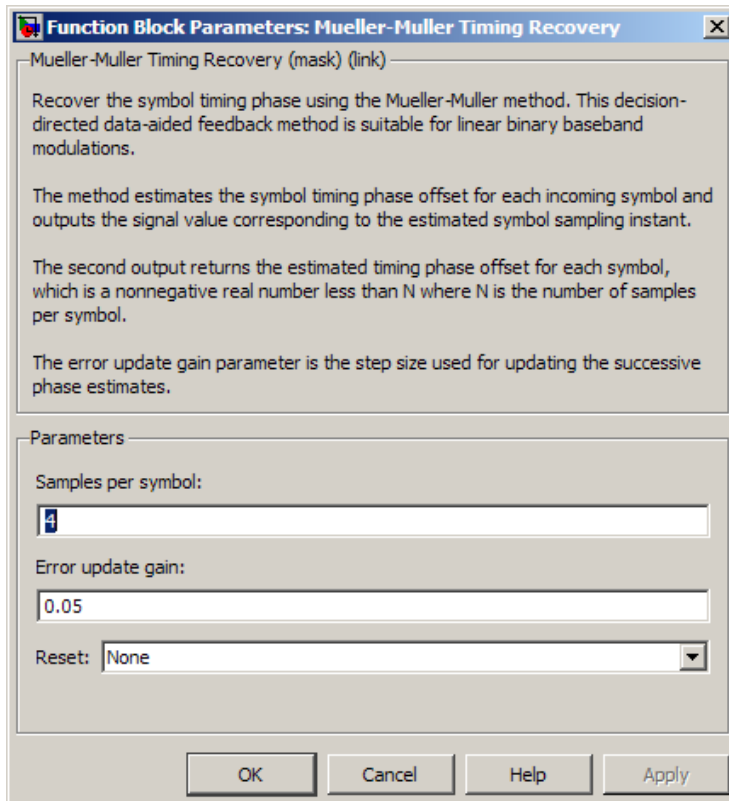 Function Block Parameters: Mueller-Muller Timing Recovery
Mueller-Muller Timing Recovery (mask) (link)
Recover the symbol timing phase using the Mueller-Muller method. This decision-
directed data-aided feedback method is suitable for linear binary baseband
modulations.
The method estimates the symbol timing phase offset for each incoming symbol and
outputs the signal value corresponding to the estimated symbol sampling instant.
The second output returns the estimated timing phase offset for each symbol,
which is a nonnegative real number less than N where N is the number of samples
per symbol.
The error update gain parameter is the step size used for updating the successive
phase estimates.
Parameters
Samples per symbol:
4
Error update gain:
0.05
Reset: None
OK Cancel Help Apply